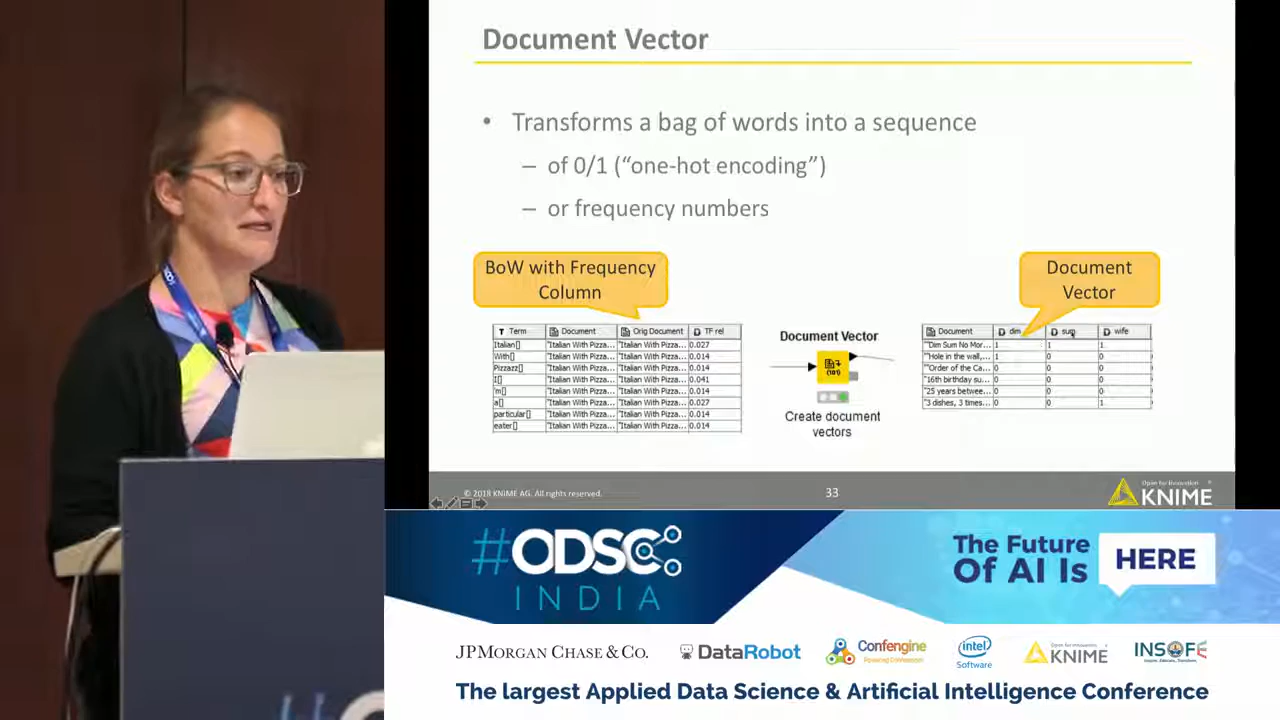 Document Vector
• Transforms a bag of words into a sequence
– of 0/1 (“one-hot encoding”)
– or frequency numbers
BoW with Frequency
Column
Document
Vector
Term Document Orig Document TF rel
Italian[] "Italian With Pizza... "Italian With Pizza... 0.027
With[] "Italian With Pizza... "Italian With Pizza... 0.014
Pizzazz[] "Italian With Pizza... "Italian With Pizza... 0.014
I[] "Italian With Pizza... "Italian With Pizza... 0.041
'm[] "Italian With Pizza... "Italian With Pizza... 0.014
a[] "Italian With Pizza... "Italian With Pizza... 0.027
particular[] "Italian With Pizza... "Italian With Pizza... 0.014
eater[] "Italian With Pizza... "Italian With Pizza... 0.014
Document Vector
(101)
Create document
vectors
Document dim sum wife
"Dim Sum No Mor... 1 1 1
"Hole in the wall,... 1 0 0
"Order of the Ca... 0 0 0
"16th birthday su... 0 0 0
"25 years betwee... 0 0 0
"3 dishes, 3 times... 0 0 1
© 2018 KNIME AG. All rights reserved.
33
Open for Innovation
KNIME
#ODSC
INDIA
The Future
Of AI Is
HERE
JPMORGAN CHASE & CO.
DataRobot
Confengine
Powering Conferences
intel
Software
Open for Innovation
KNIME
INSOFE
The largest Applied Data Science & Artificial Intelligence Conference